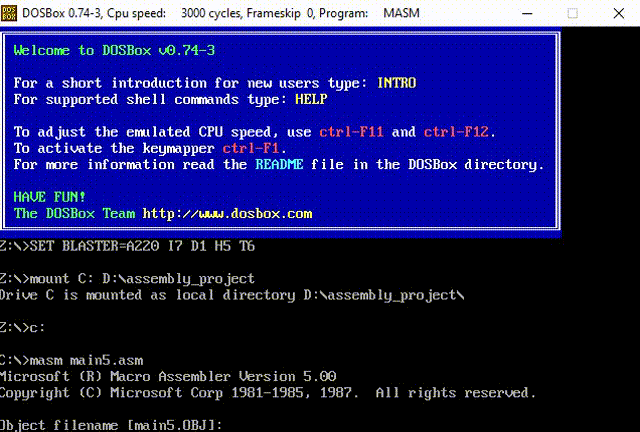 DOSBox 0.74-3, Cpu speed: 3000 cycles, Frameskip 0, Program: MASM
Welcome to DOSBox v0.74-3
For a short introduction for new users type: INTRO
For supported shell commands type: HELP
To adjust the emulated CPU speed, use ctrl-F11 and ctrl-F12.
To activate the keymapper ctrl-F1.
For more information read the README file in the DOSBox directory.
HAVE FUN!
The DOSBox Team http://www.dosbox.com
Z:\>SET BLASTER=A220 I7 D1 H5 T6
Z:\>mount C: D:\assembly_project
Drive C is mounted as local directory D:\assembly_project\
Z:\>c:
C:\>masm main5.asm
Microsoft (R) Macro Assembler Version 5.00
Copyright (C) Microsoft Corp 1981-1985, 1987.  All rights reserved.
Object filename [main5.OBJ]: